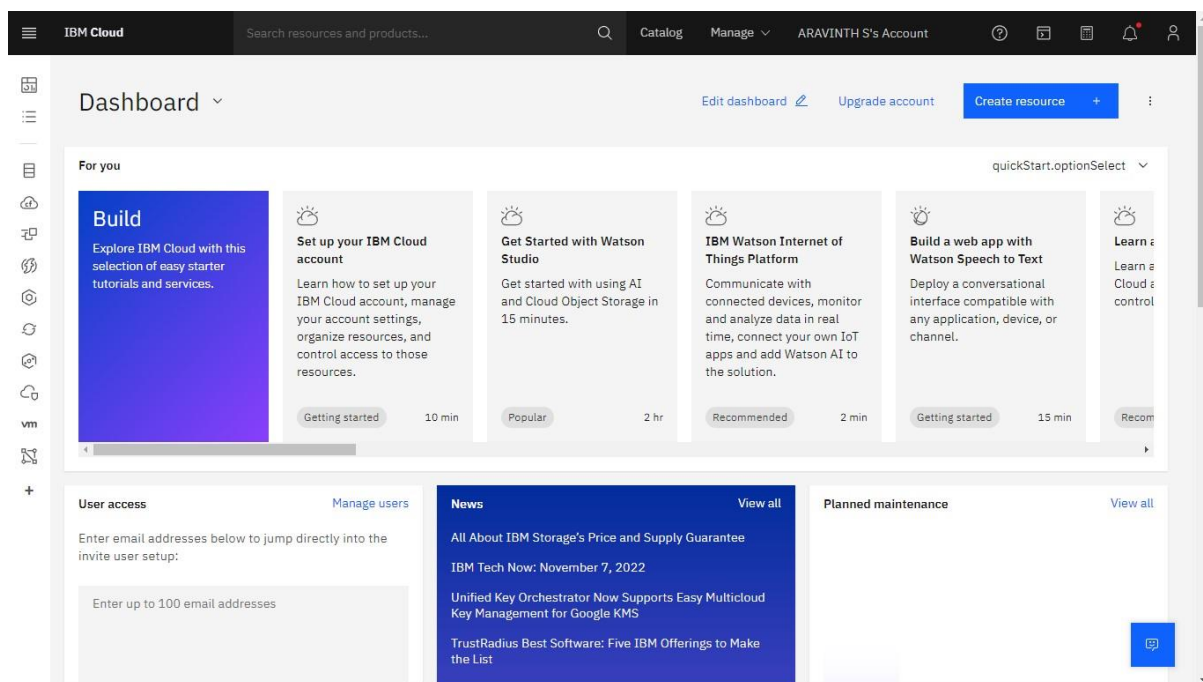 IBM Cloud
Search resources and products...
Catalog
Manage
ARAVINTH S's Account
Dashboard
Edit dashboard
Upgrade account
Create resource +
For you
quickStart.optionSelect
Build
Explore IBM Cloud with this
selection of easy starter
tutorials and services.
Set up your IBM Cloud
account
Learn how to set up your
IBM Cloud account, manage
your account settings,
organize resources, and
control access to those
resources.
Getting started
10 min
Get Started with Watson
Studio
Get started with using AI
and Cloud Object Storage in
15 minutes.
Popular
2 hr
IBM Watson Internet of
Things Platform
Communicate with
connected devices, monitor
and analyze data in real
time, connect your own IoT
apps and add Watson AI to
the solution.
Recommended
2 min
Build a web app with
Watson Speech to Text
Deploy a conversational
interface compatible with
any application, device, or
channel.
Getting started
15 min
Learn
Learn
Cloud
control
Recom
vm
+
User access
Manage users
Enter email addresses below to jump directly into the
invite user setup:
Enter up to 100 email addresses
News
View all
All About IBM Storage's Price and Supply Guarantee
IBM Tech Now: November 7, 2022
Unified Key Orchestrator Now Supports Easy Multicloud
Key Management for Google KMS
TrustRadius Best Software: Five IBM Offerings to Make
the List
Planned maintenance
View all